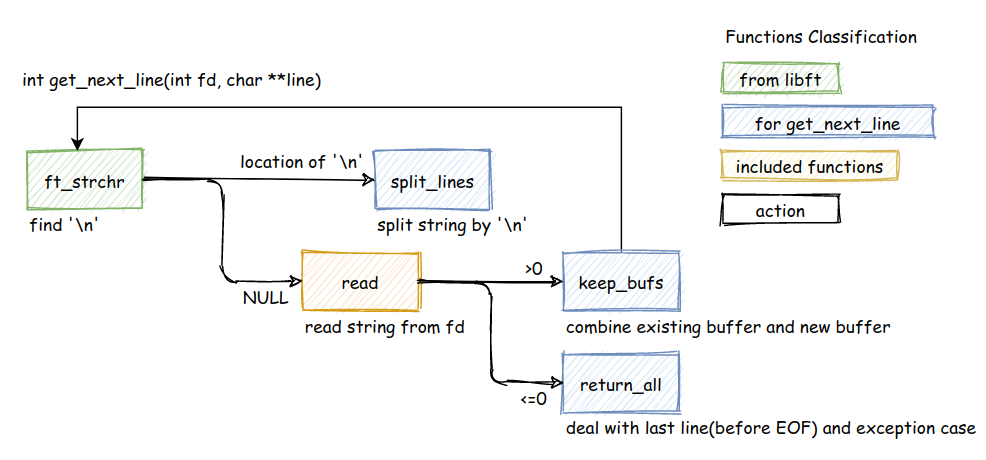 Functions Classification
from libft
for get_next_line
included functions
action
int get_next_line(int fd, char **line)
ft_strchr
find '\n'
location of '\n'
split_lines
split string by '\n'
NULL
read
read string from fd
>0
keep_bufs
combine existing buffer and new buffer
<=0
return_all
deal with last line(before EOF) and exception case